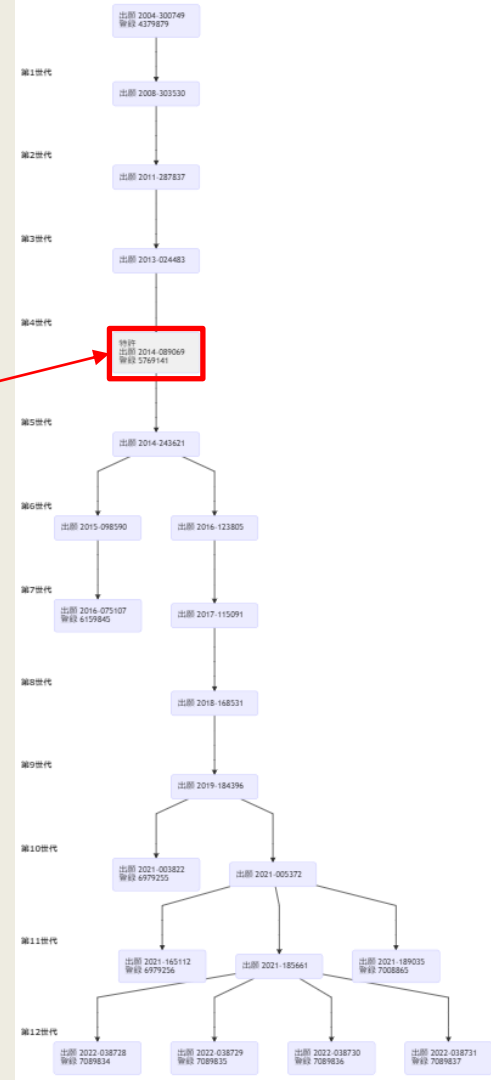 出願 2004-300749
登録 4379879
第1世代
出願 2008-303530
第2世代
出願 2011-287837
第3世代
出願 2013-024483
第4世代
特許
出願 2014-089069
登録 5769141
第5世代
出願 2014-243621
第6世代
出願 2015-098590
出願 2016-123805
第7世代
出願 2016-075107
登録 6159845
出願 2017-115091
第8世代
出願 2018-168531
第9世代
出願 2019-184396
第10世代
出願 2021-003822
登録 6979255
出願 2021-005372
第11世代
出願 2021-165112
登録 6979256
出願 2021-185661
出願 2021-189035
登録 7008865
第12世代
出願 2022-038728
登録 7089834
出願 2022-038729
登録 7089835
出願 2022-038730
登録 7089836
出願 2022-038731
登録 7089837